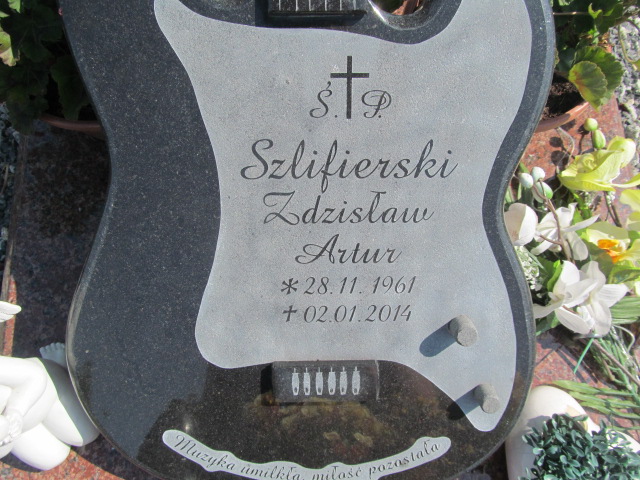 Ś. P.
Szlifierski
Zdzisław
Artur
* 28.11.1961
✝ 02.01.2014
Muzyka umilkła, miłość pozostała